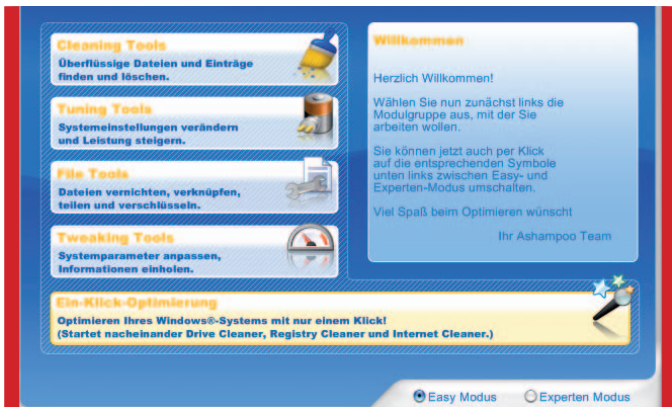 Cleaning Tools
Überflüssige Dateien und Einträge
finden und löschen.
Tuning Tools
Systemeinstellungen verändern
und Leistung steigern.
File Tools
Dateien vernichten, verknüpfen,
teilen und verschlüsseln.
Tweaking Tools
Systemparameter anpassen,
Informationen einholen.
Willkommen
Herzlich Willkommen!
Wählen Sie nun zunächst links die
Modulgruppe aus, mit der Sie
arbeiten wollen.
Sie können jetzt auch per Klick
auf die entsprechenden Symbole
unten links zwischen Easy- und
Experten-Modus umschalten.
Viel Spaß beim Optimieren wünscht
Ihr Ashampoo Team
Ein-Klick-Optimierung
Optimieren Ihres Windows®-Systems mit nur einem Klick!
(Startet nacheinander Drive Cleaner, Registry Cleaner und Internet Cleaner.)
Easy Modus
Experten Modus